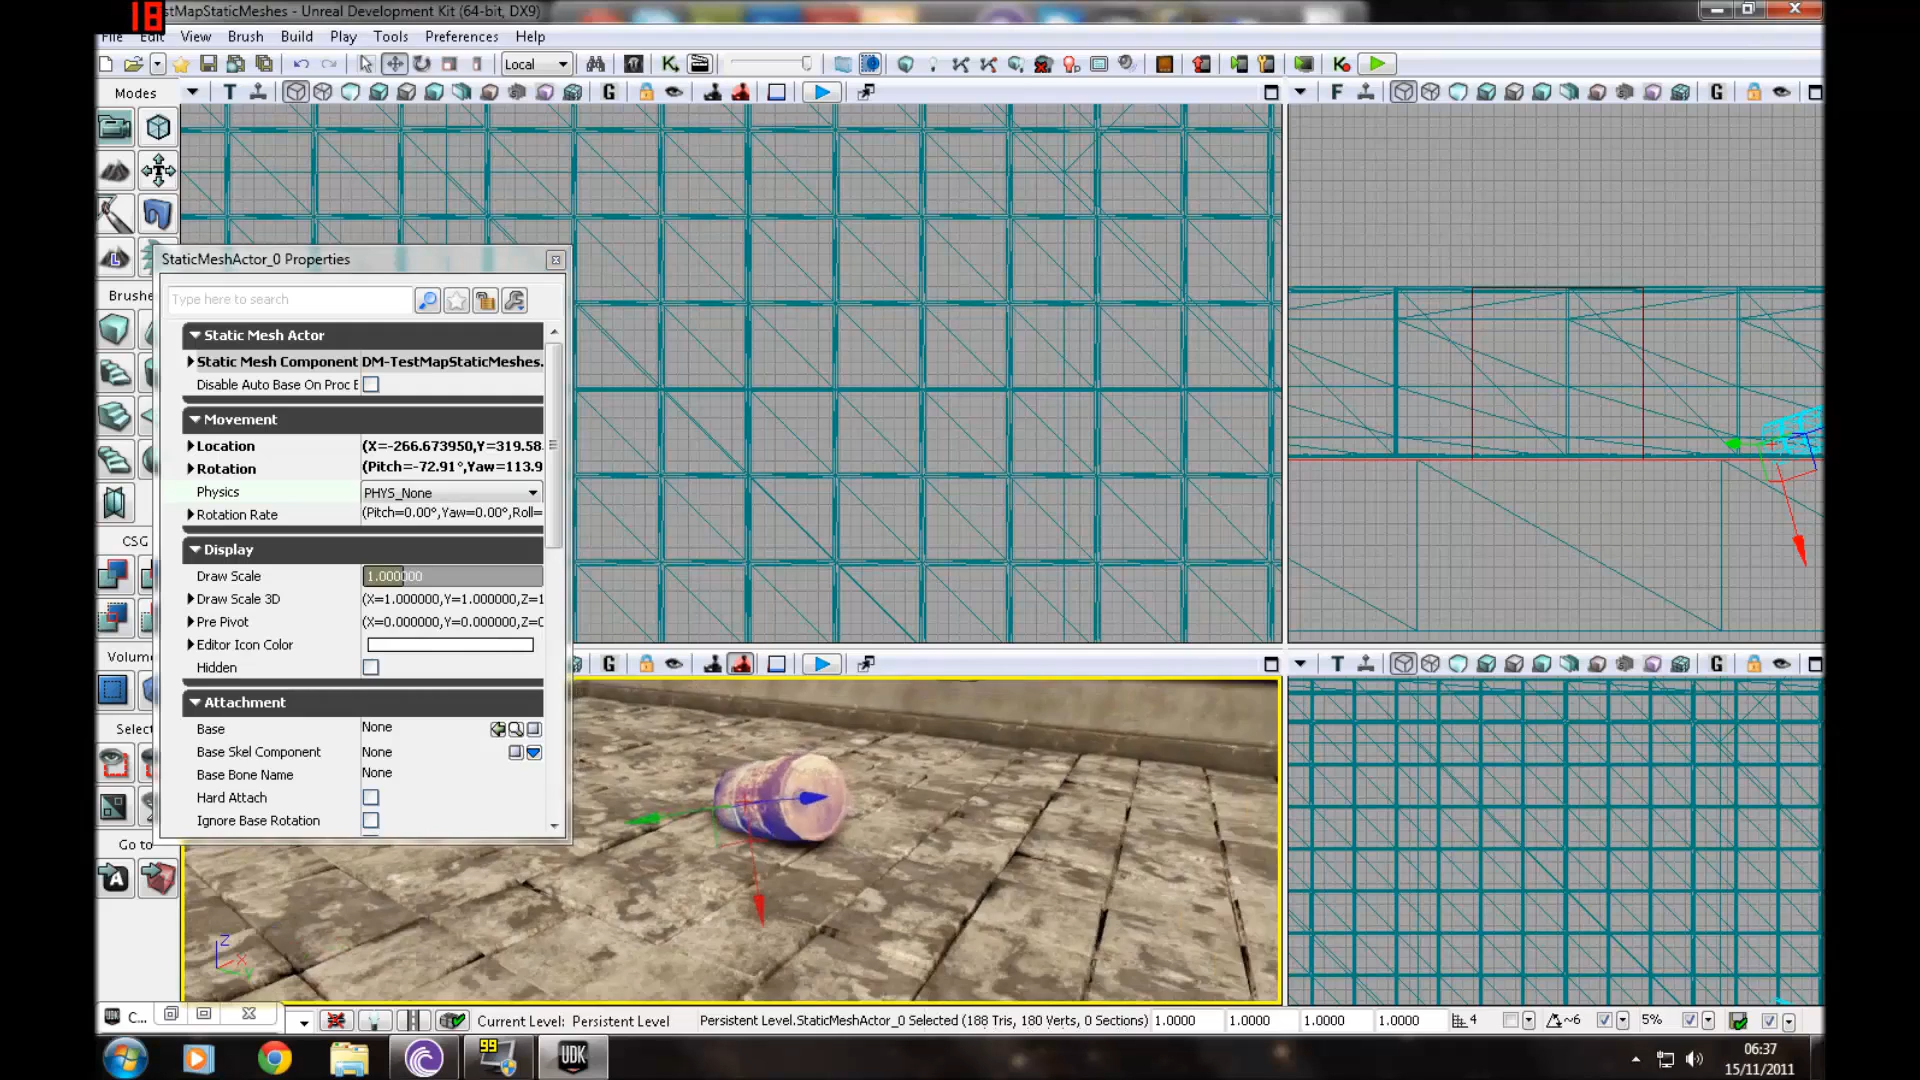 18
stMapStaticMeshes - Unreal Development Kit (64-bit, DX9)
File Edit View Brush Build Play Tools Preferences Help
Local
Modes
T G
F G
StaticMeshActor_0 Properties
Type here to search
Brushe
Static Mesh Actor
Static Mesh Component DM-TestMapStaticMeshes.
Disable Auto Base On Proc B
Movement
Location (X=-266.673950,Y=319.58
Rotation (Pitch=-72.91°,Yaw=113.9
Physics PHYS_None
Rotation Rate (Pitch=0.00°,Yaw=0.00°,Roll=
CSG
Display
Draw Scale 1.000000
Draw Scale 3D (X=1.000000,Y=1.000000,Z=1
Pre Pivot (X=0.000000,Y=0.000000,Z=0
Editor Icon Color
Volum
Hidden
G
T G
Attachment
Select
Base None
Base Skel Component None
Base Bone Name None
Hard Attach
Ignore Base Rotation
Go to
A
Z
X
Y
C...
Current Level: Persistent Level
Persistent Level.StaticMeshActor_0 Selected (188 Tris, 180 Verts, 0 Sections)
1.0000 1.0000 1.0000 1.0000
4
~6
5%
99
UDK
06:37
15/11/2011